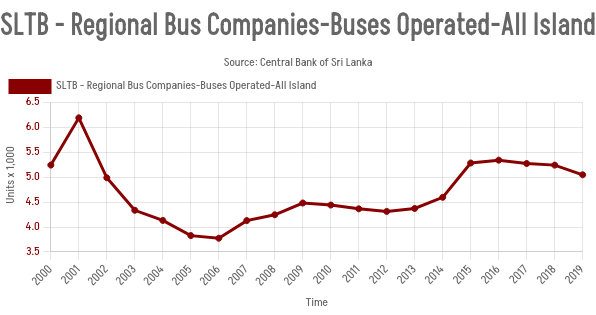 SLTB - Regional Bus Companies-Buses Operated-All Island
Source: Central Bank of Sri Lanka
SLTB - Regional Bus Companies-Buses Operated-All Island
Units x 1,000
6.5
6.0
5.5
5.0
4.5
4.0
3.5
2000 2001 2002 2003 2004 2005 2006 2007 2008 2009 2010 2011 2012 2013 2014 2015 2016 2017 2018 2019
Time